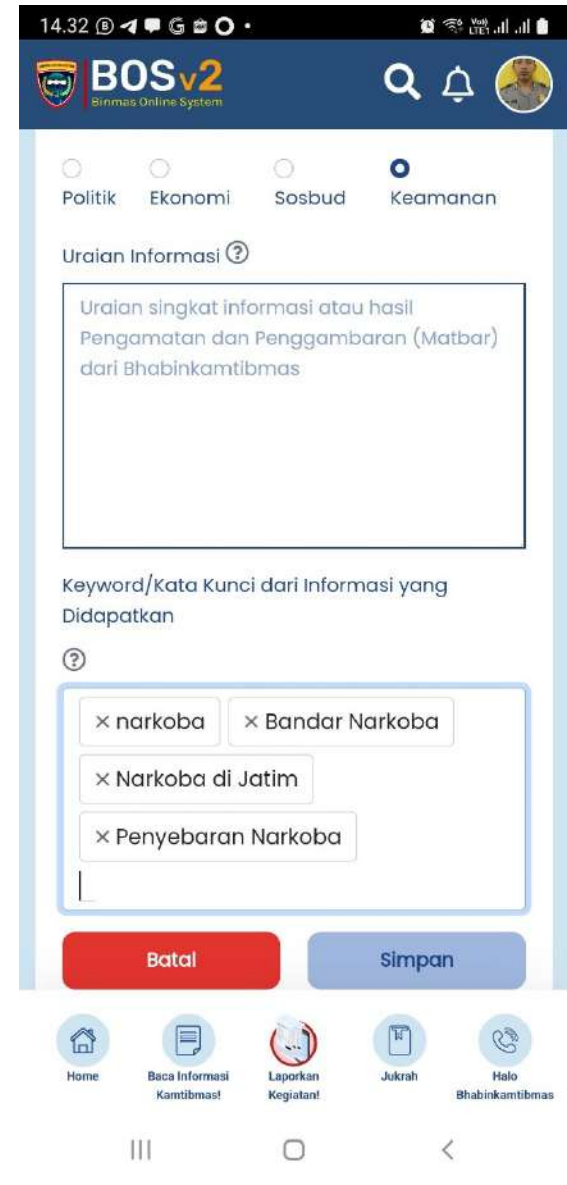 14.32
BOSv2
Binmas Online System
Politik Ekonomi Sosbud Keamanan
Uraian Informasi ?
Uraian singkat informasi atau hasil
Pengamatan dan Penggambaran (Matbar)
dari Bhabinkamtibmas
Keyword/Kata Kunci dari Informasi yang
Didapatkan
?
× narkoba × Bandar Narkoba
× Narkoba di Jatim
× Penyebaran Narkoba
Batal Simpan
Home Baca Informasi Kamtibmas! Laporkan Kegiatan! Jukrah Halo Bhabinkamtibmas